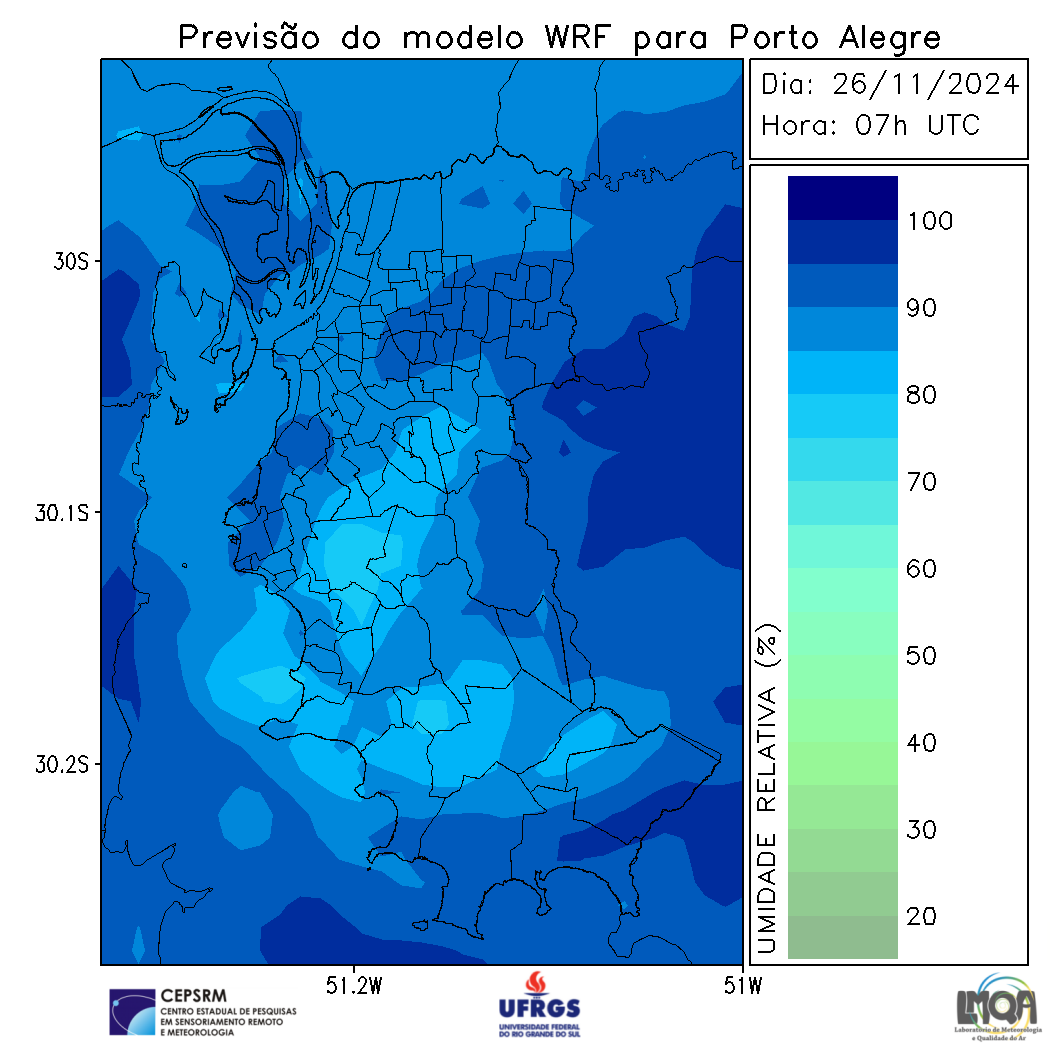 Previsão do modelo WRF para Porto Alegre
Dia: 26/11/2024
Hora: 07h UTC
30S
30.1S
30.2S
51.2W
51W
100
90
80
70
60
50
40
30
20
UMIDADE RELATIVA (%)
CEPSRM
CENTRO ESTADUAL DE PESQUISAS
EM SENSORIAMENTO REMOTO
E METEOROLOGIA
UFRGS
UNIVERSIDADE FEDERAL
DO RIO GRANDE DO SUL
LMQA
Laboratório de Meteorologia
e Qualidade do Ar